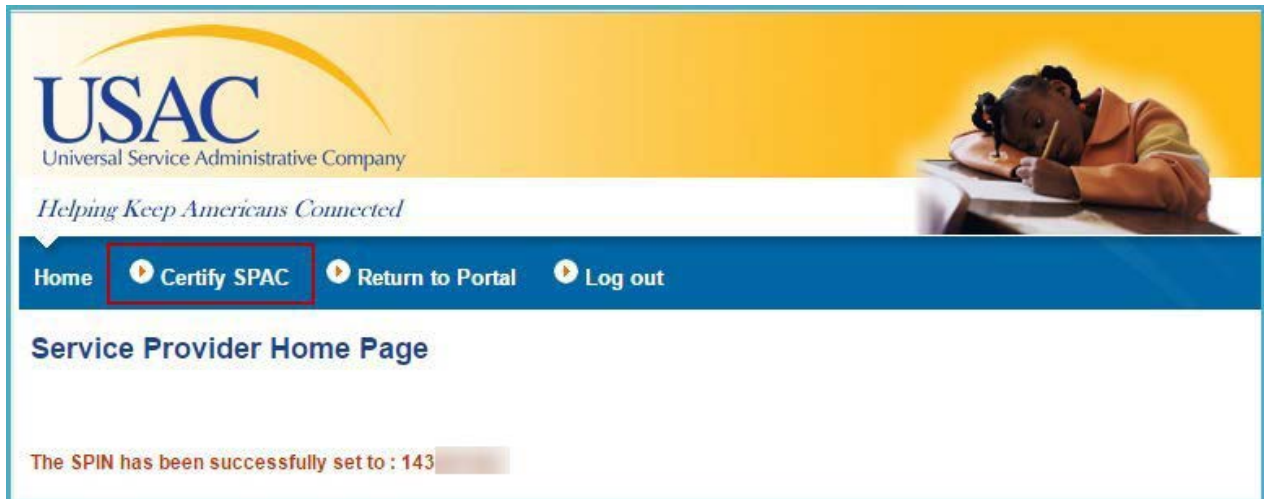 USAC
Universal Service Administrative Company
Helping Keep Americans Connected
Home Certify SPAC Return to Portal Log out
Service Provider Home Page
The SPIN has been successfully set to : 143